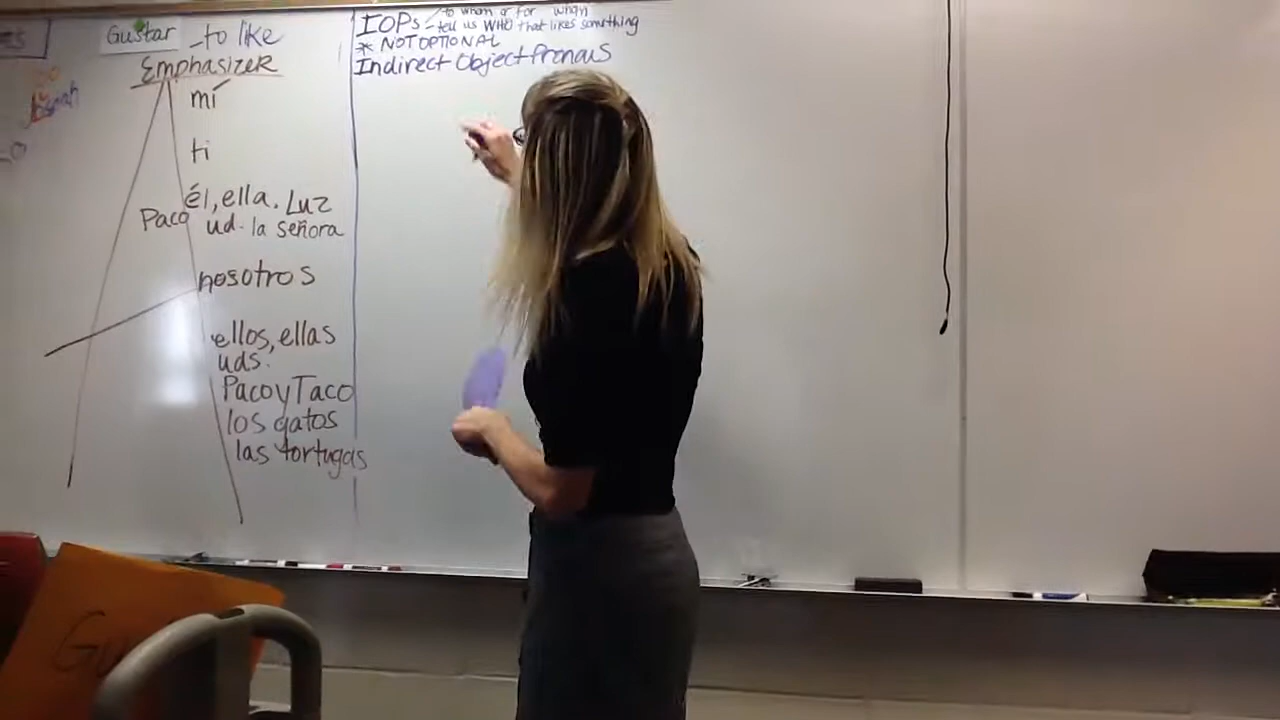 Gustar - to like
Emphasizer
mí
ti
él, ella. Luz
Paco ud. la señora
nosotros
ellos, ellas
uds.
Paco y Taco
los gatos
las tortugas
IOPs - to whom or for whom
- tell us WHO that likes something
* NOT OPTIONAL
Indirect Object Pronous
Gu